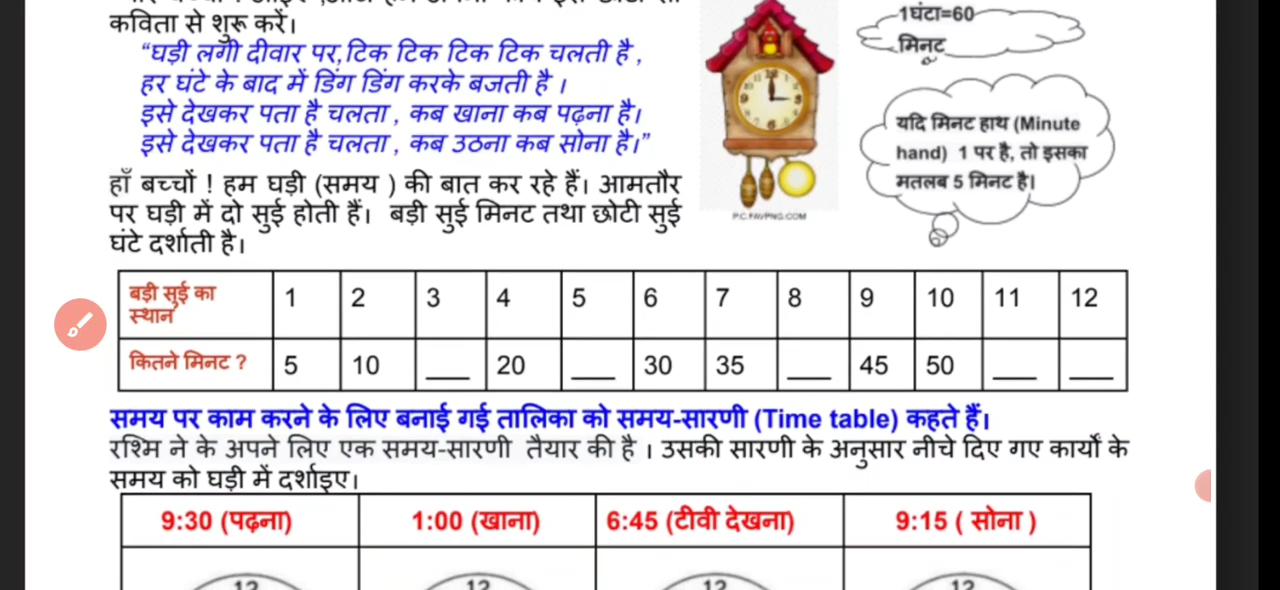 कविता से शुरू करें।
“घड़ी लगी दीवार पर,टिक टिक टिक टिक चलती है ,
हर घंटे के बाद में डिंग डिंग करके बजती है ।
इसे देखकर पता है चलता , कब खाना कब पढ़ना है।
इसे देखकर पता है चलता , कब उठना कब सोना है।”
हाँ बच्चों ! हम घड़ी (समय ) की बात कर रहे हैं। आमतौर
पर घड़ी में दो सुई होती हैं।  बड़ी सुई मिनट तथा छोटी सुई
घंटे दर्शाती है।
P.C.FAVPNG.COM
1घंटा=60
मिनट
यदि मिनट हाथ (Minute
hand) 1 पर है, तो इसका
मतलब 5 मिनट है।
बड़ी सुई का
स्थान
1 2 3 4 5 6 7 8 9 10 11 12
कितने मिनट ? 5 10 ___ 20 ___ 30 35 ___ 45 50 ___ ___
समय पर काम करने के लिए बनाई गई तालिका को समय-सारणी (Time table) कहते हैं।
रश्मि ने के अपने लिए एक समय-सारणी तैयार की है । उसकी सारणी के अनुसार नीचे दिए गए कार्यों के
समय को घड़ी में दर्शाइए।
9:30 (पढ़ना) 1:00 (खाना) 6:45 (टीवी देखना) 9:15 ( सोना )
12 12 12 12